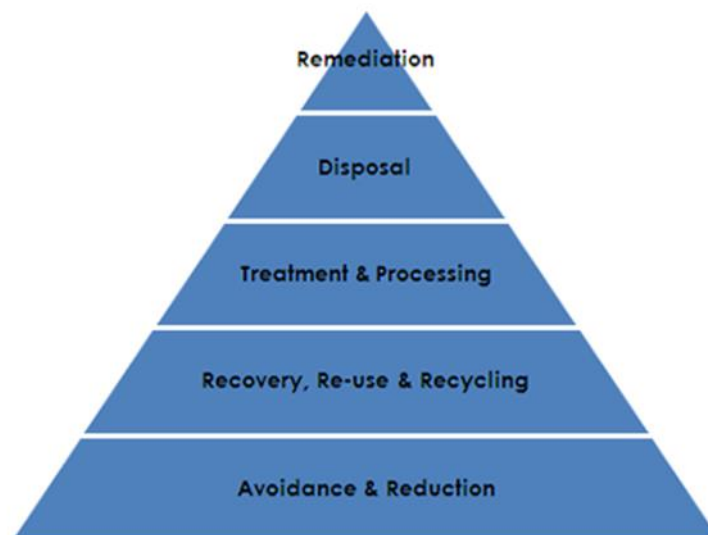 Remediation
Disposal
Treatment & Processing
Recovery, Re-use & Recycling
Avoidance & Reduction